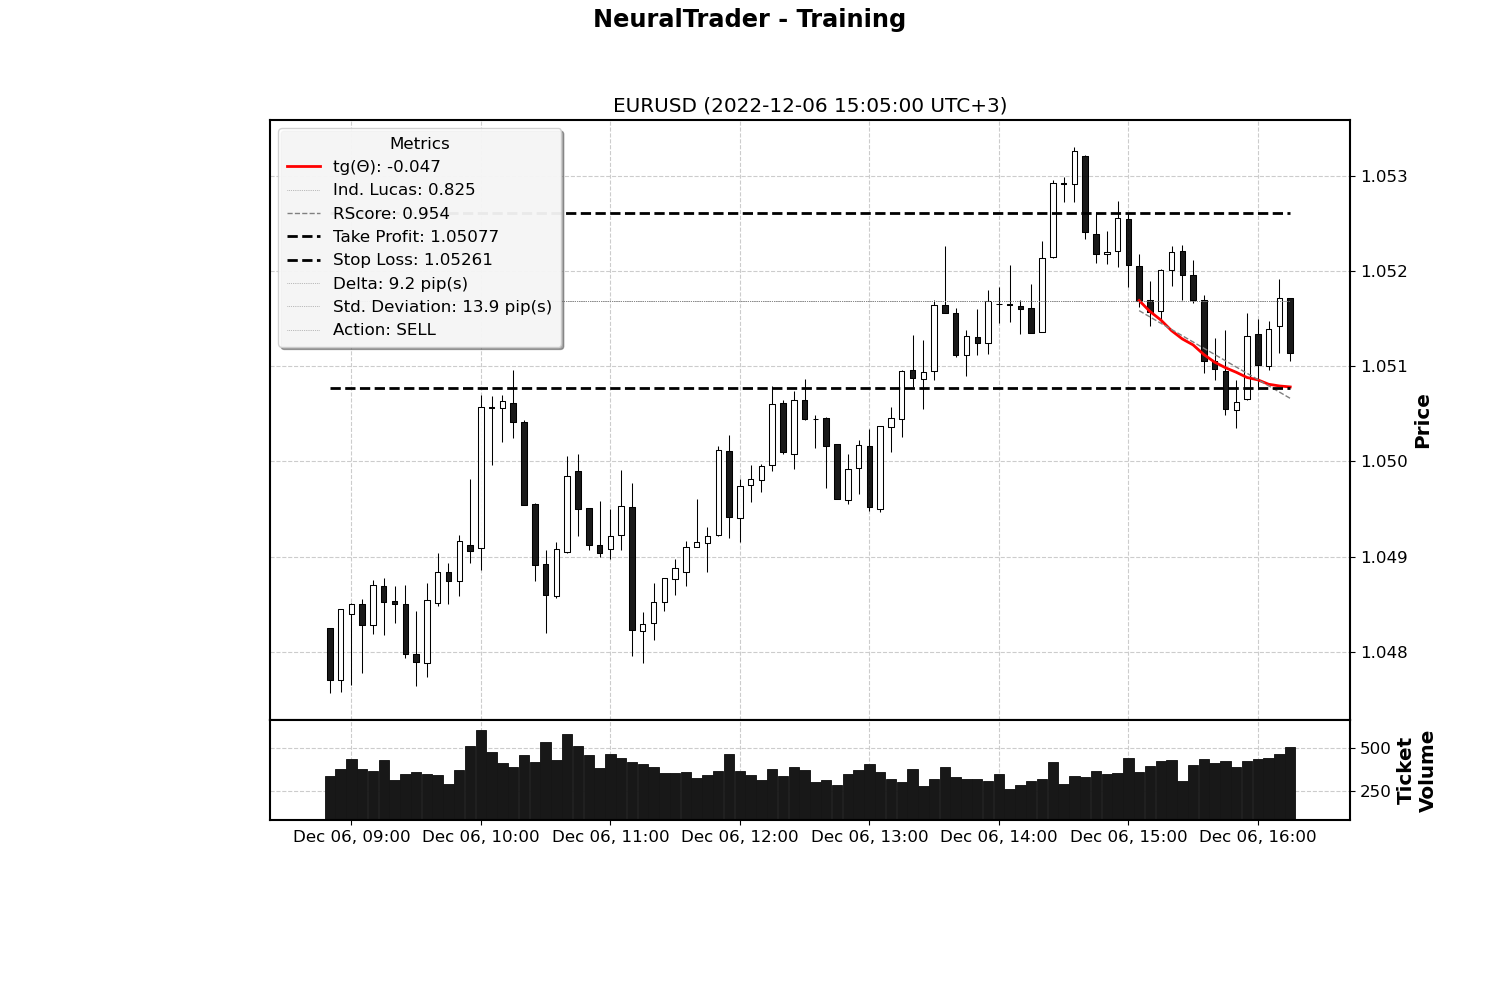 NeuralTrader - Training
EURUSD (2022-12-06 15:05:00 UTC+3)
Metrics
tg(Θ): -0.047
Ind. Lucas: 0.825
RScore: 0.954
Take Profit: 1.05077
Stop Loss: 1.05261
Delta: 9.2 pip(s)
Std. Deviation: 13.9 pip(s)
Action: SELL
1.053
1.052
1.051
1.050
1.049
1.048
Price
500
250
Ticket
Volume
Dec 06, 09:00
Dec 06, 10:00
Dec 06, 11:00
Dec 06, 12:00
Dec 06, 13:00
Dec 06, 14:00
Dec 06, 15:00
Dec 06, 16:00